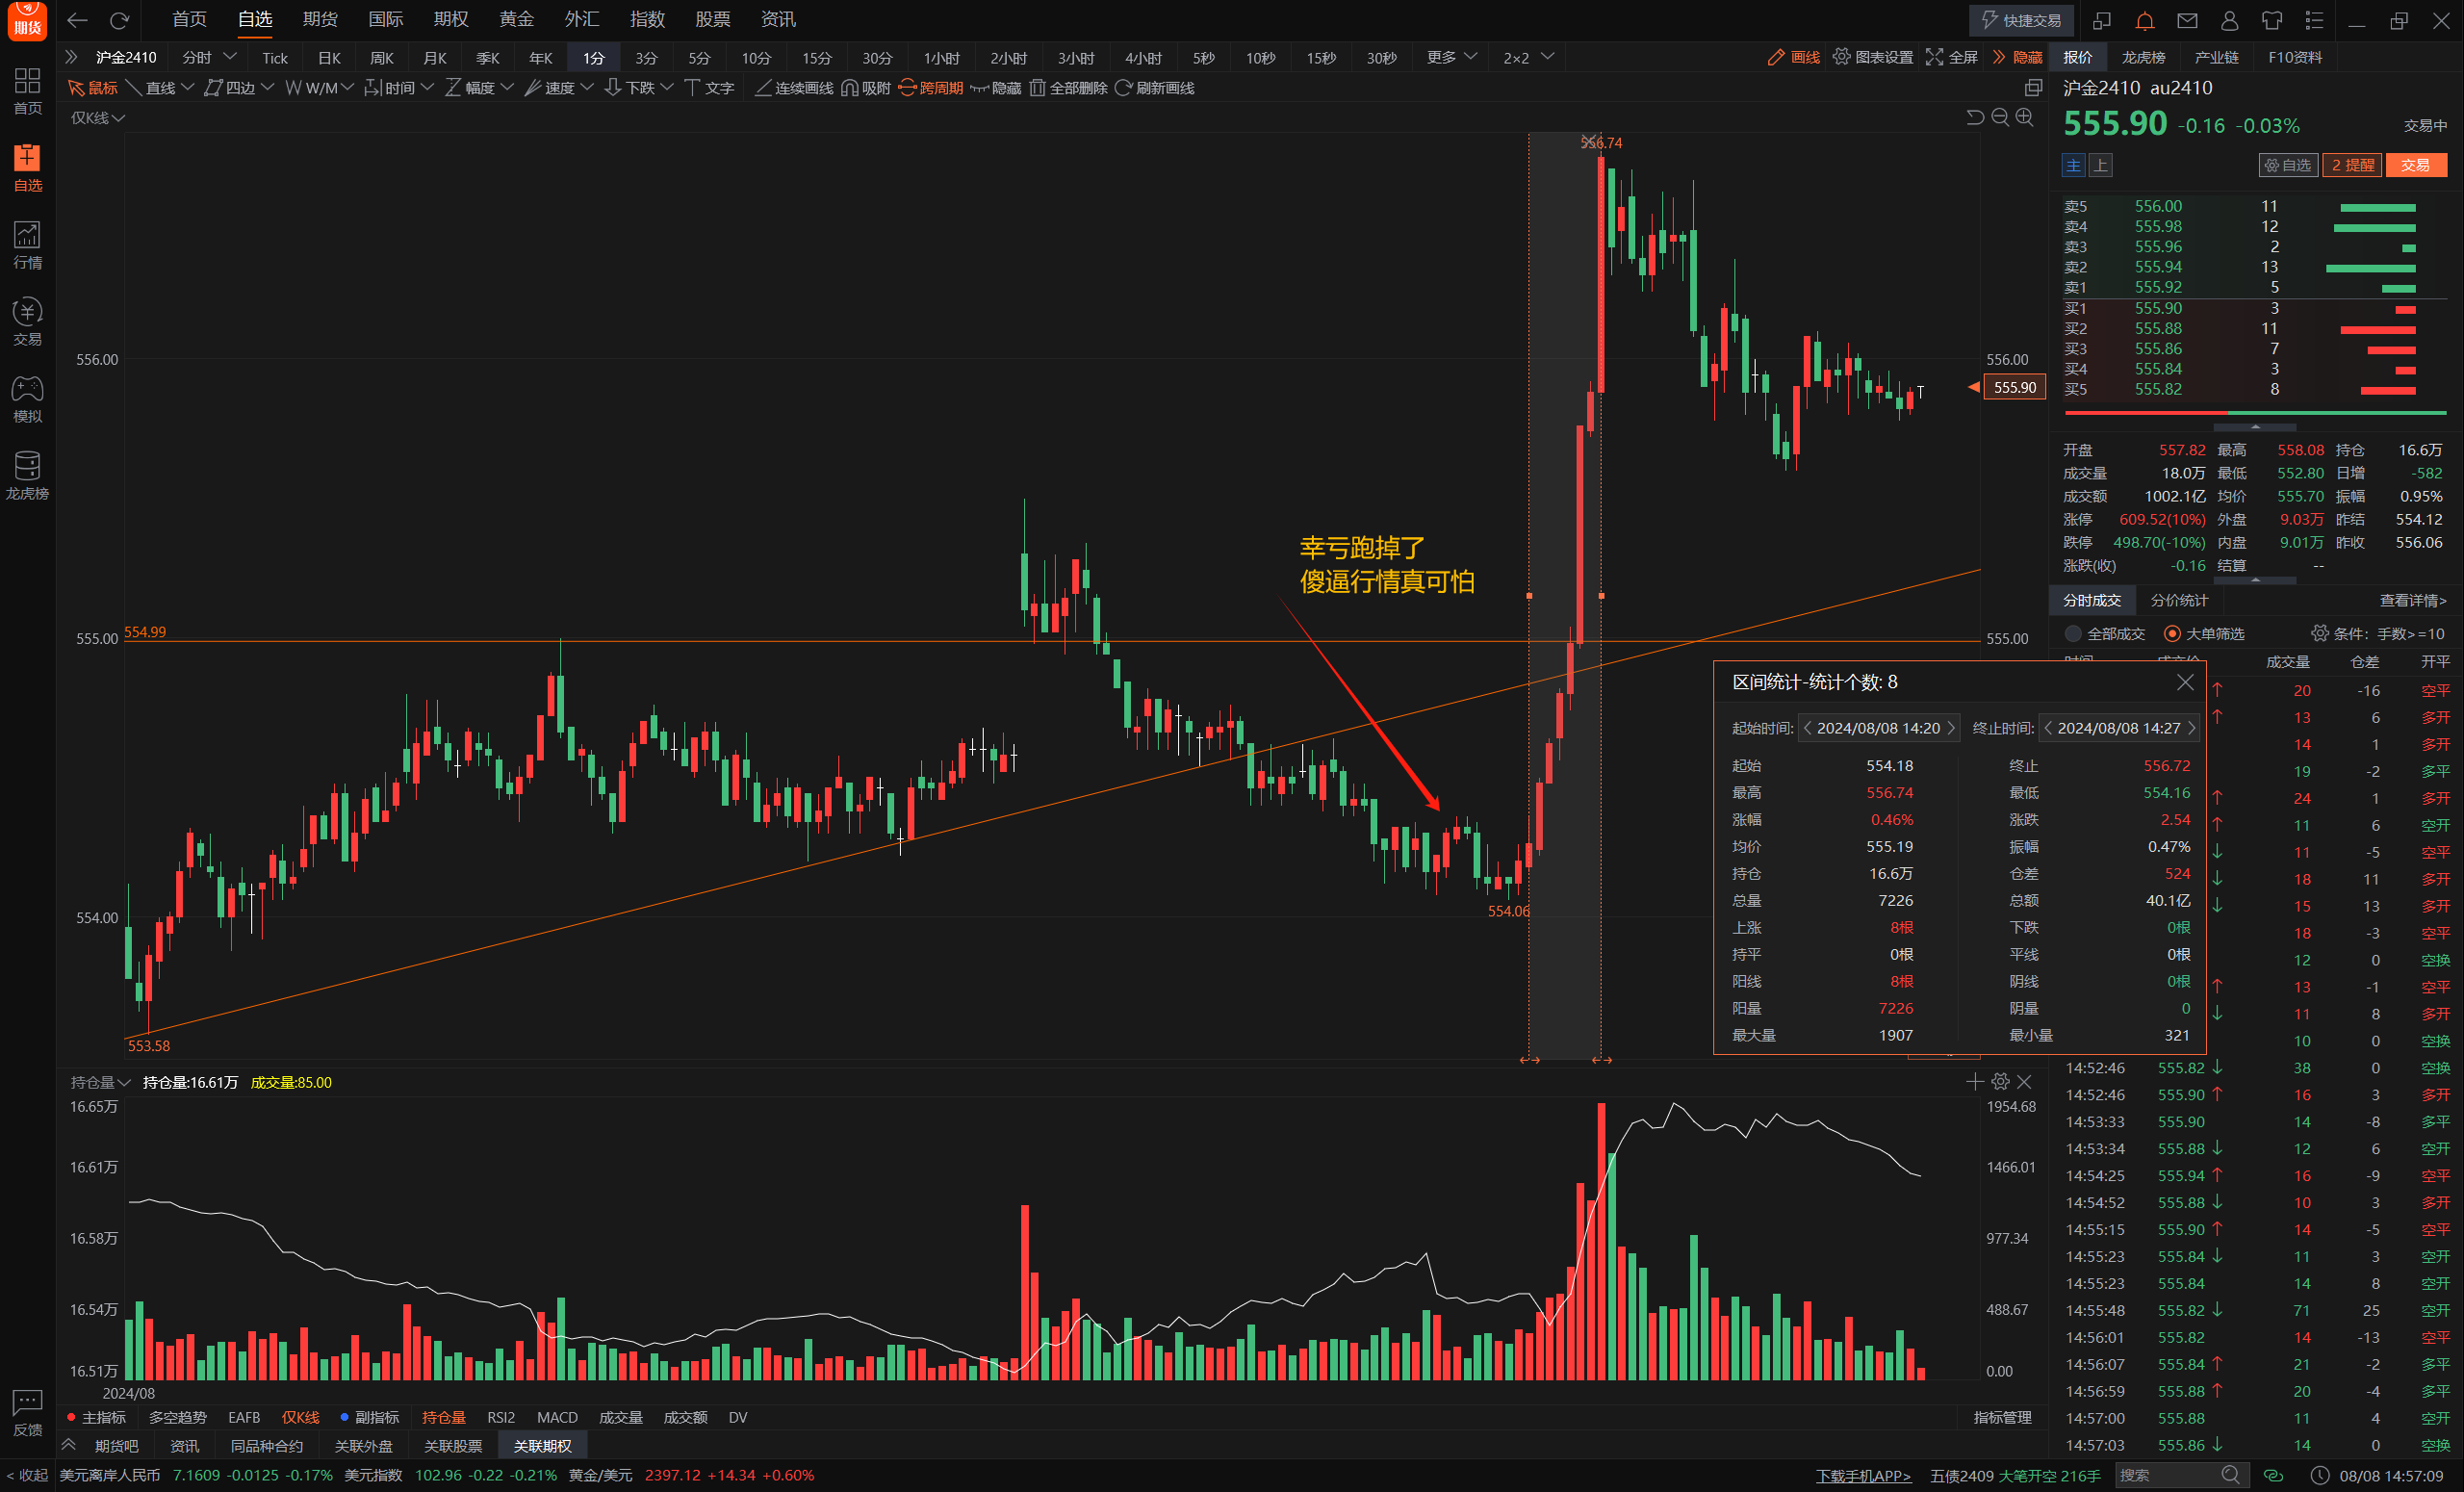 期货
首页 自选 期货 国际 期权 黄金 外汇 指数 股票 资讯 快捷交易
沪金2410 分时 Tick 日K 周K 月K 季K 年K 1分 3分 5分 10分 15分 30分 1小时 2小时 3小时 4小时 5秒 10秒 15秒 30秒 更多 2×2 画线 图表设置 全屏 隐藏
鼠标 直线 四边 W/M 时间 幅度 速度 下跌 文字 连续画线 吸附 跨周期 隐藏 全部删除 刷新画线
首页
自选
行情
交易
模拟
龙虎榜
反馈
仅K线
556.74
556.00 556.00
555.90
幸亏跑掉了
傻逼行情真可怕
555.00 554.99 555.00
554.00 554.06
553.58
区间统计-统计个数: 8
起始时间: 2024/08/08 14:20 终止时间: 2024/08/08 14:27
起始 554.18 终止 556.72
最高 556.74 最低 554.16
涨幅 0.46% 涨跌 2.54
均价 555.19 振幅 0.47%
持仓 16.6万 仓差 524
总量 7226 总额 40.1亿
上涨 8根 下跌 0根
持平 0根 平线 0根
阳线 8根 阴线 0根
阳量 7226 阴量 0
最大量 1907 最小量 321
持仓量 持仓量:16.61万 成交量:85.00
16.65万 1954.68
16.61万 1466.01
16.58万 977.34
16.54万 488.67
16.51万 0.00
2024/08
主指标 多空趋势 EAFB 仅K线 副指标 持仓量 RSI2 MACD 成交量 成交额 DV 指标管理
期货吧 资讯 同品种合约 关联外盘 关联股票 关联期权
报价 龙虎榜 产业链 F10资料
沪金2410 au2410
555.90 -0.16 -0.03% 交易中
主 上 自选 2 提醒 交易
卖5 556.00 11
卖4 555.98 12
卖3 555.96 2
卖2 555.94 13
卖1 555.92 5
买1 555.90 3
买2 555.88 11
买3 555.86 7
买4 555.84 3
买5 555.82 8
开盘 557.82 最高 558.08 持仓 16.6万
成交量 18.0万 最低 552.80 日增 -582
成交额 1002.1亿 均价 555.70 振幅 0.95%
涨停 609.52(10%) 外盘 9.03万 昨结 554.12
跌停 498.70(-10%) 内盘 9.01万 昨收 556.06
涨跌(收) -0.16 结算 --
分时成交 分价统计 查看详情>
全部成交 大单筛选 条件: 手数>=10
成交量 仓差 开平
↑ 20 -16 空平
↑ 13 6 多开
14 1 多开
19 -2 多平
↑ 24 1 多开
↑ 11 6 空开
↓ 11 -5 空平
↓ 18 11 多开
↓ 15 13 多开
18 -3 空平
12 0 空换
↑ 13 -1 空平
↓ 11 8 多开
10 0 空换
14:52:46 555.82 ↓ 38 0 空换
14:52:46 555.90 ↑ 16 3 多开
14:53:33 555.90 14 -8 多平
14:53:34 555.88 ↓ 12 6 空开
14:54:25 555.94 ↑ 16 -9 空平
14:54:52 555.88 ↓ 10 3 多开
14:55:15 555.90 ↑ 14 -5 空平
14:55:23 555.84 ↓ 11 3 空开
14:55:23 555.84 14 8 空开
14:55:48 555.82 ↓ 71 25 空开
14:56:01 555.82 14 -13 空平
14:56:07 555.84 ↑ 21 -2 多平
14:56:59 555.88 ↑ 20 -4 多平
14:57:00 555.88 11 4 空开
14:57:03 555.86 ↓ 14 0 空换
< 收起 美元离岸人民币 7.1609 -0.0125 -0.17% 美元指数 102.96 -0.22 -0.21% 黄金/美元 2397.12 +14.34 +0.60% 下载手机APP> 五债2409 大笔开空 216手 搜索 08/08 14:57:09